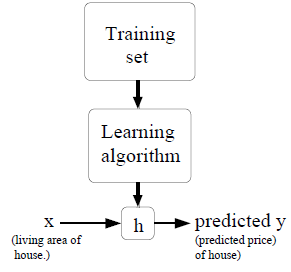 Training
set
Learning
algorithm
x
h
predicted y
(living area of
house.)
(predicted price)
of house)